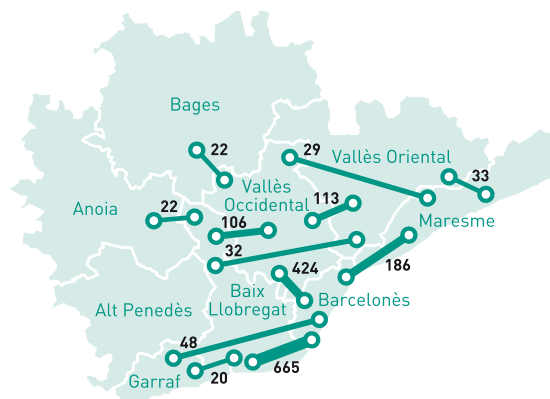 Bages
22
29
Vallès Oriental
33
Vallès
Occidental
113
Anoia
22
106
Maresme
32
424
186
Baix
Llobregat
Barcelonès
Alt Penedès
48
Garraf
20
665